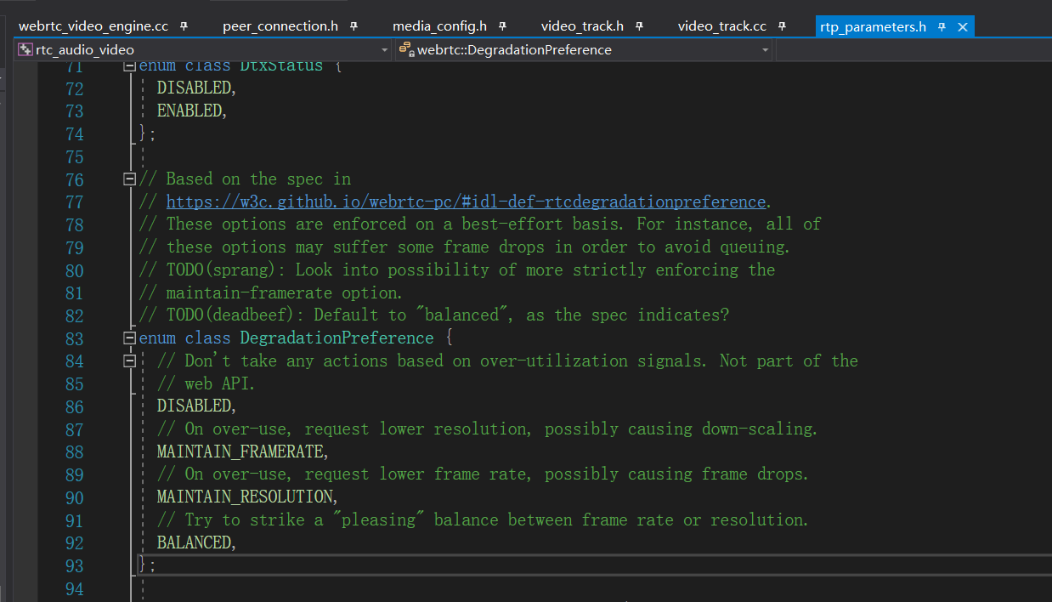 webrtc_video_engine.cc peer_connection.h media_config.h video_track.h video_track.cc rtp_parameters.h
rtc_audio_video webrtc::DegradationPreference
71 enum class DtxStatus {
72 DISABLED,
73 ENABLED,
74 };
75
76 // Based on the spec in
77 // https://w3c.github.io/webrtc-pc/#idl-def-rtcdegradationpreference.
78 // These options are enforced on a best-effort basis. For instance, all of
79 // these options may suffer some frame drops in order to avoid queuing.
80 // TODO(sprang): Look into possibility of more strictly enforcing the
81 // maintain-framerate option.
82 // TODO(deadbeef): Default to "balanced", as the spec indicates?
83 enum class DegradationPreference {
84 // Don't take any actions based on over-utilization signals. Not part of the
85 // web API.
86 DISABLED,
87 // On over-use, request lower resolution, possibly causing down-scaling.
88 MAINTAIN_FRAMERATE,
89 // On over-use, request lower frame rate, possibly causing frame drops.
90 MAINTAIN_RESOLUTION,
91 // Try to strike a "pleasing" balance between frame rate or resolution.
92 BALANCED,
93 };
94